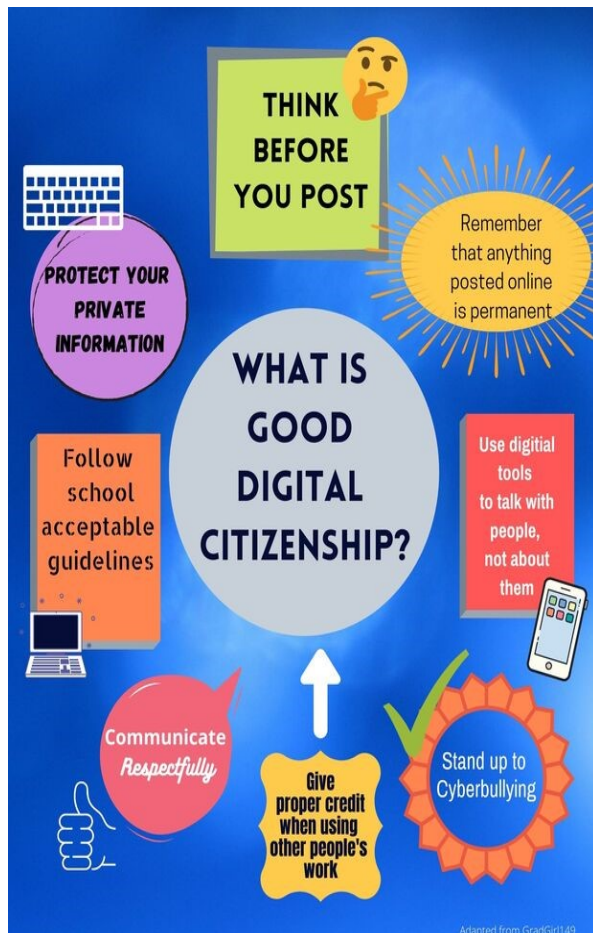 THINK
BEFORE
YOU POST
Remember
that anything
posted online
is permanent
PROTECT YOUR
PRIVATE
INFORMATION
WHAT IS
GOOD
DIGITAL
CITIZENSHIP?
Follow
school
acceptable
guidelines
Use digitial
tools
to talk with
people,
not about
them
Communicate
Respectfully
Give
proper credit
when using
other people's
work
Stand up to
Cyberbullying
Adapted from GradGirl149